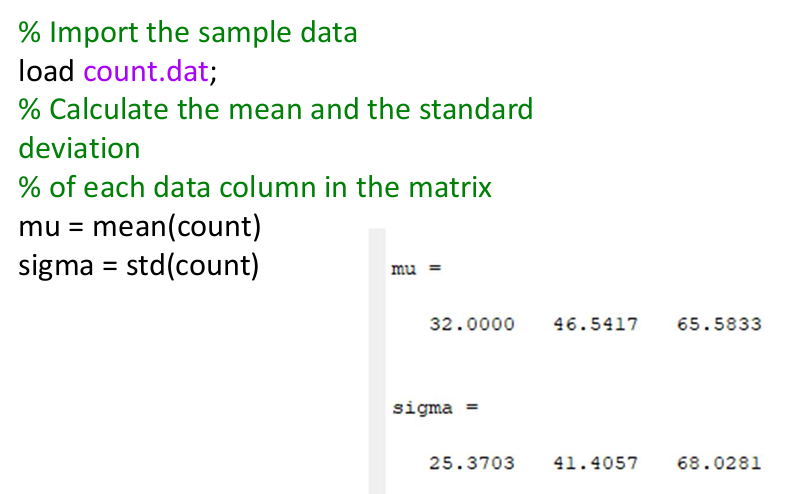 % Import the sample data
load count.dat;
% Calculate the mean and the standard
deviation
% of each data column in the matrix
mu = mean(count)
sigma = std(count)
mu =
32.0000 46.5417 65.5833
sigma =
25.3703 41.4057 68.0281